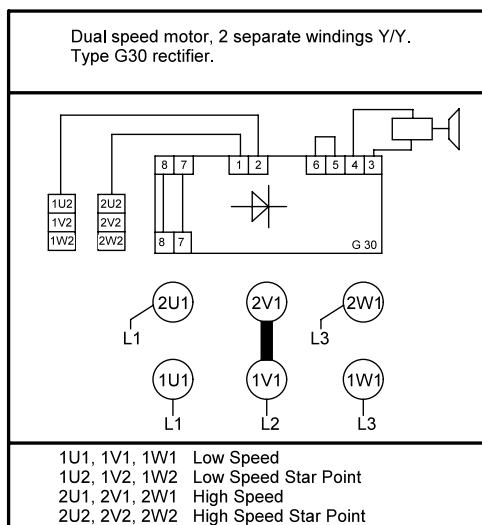 Dual speed motor, 2 separate windings Y/Y.
Type G30 rectifier.
8 7 1 2 6 5 4 3
1U2 2U2
1V2 2V2
1W2 2W2
8 7
G 30
2U1 2V1 2W1
L1 L3
1U1 1V1 1W1
L1 L2 L3
1U1, 1V1, 1W1 Low Speed
1U2, 1V2, 1W2 Low Speed Star Point
2U1, 2V1, 2W1 High Speed
2U2, 2V2, 2W2 High Speed Star Point